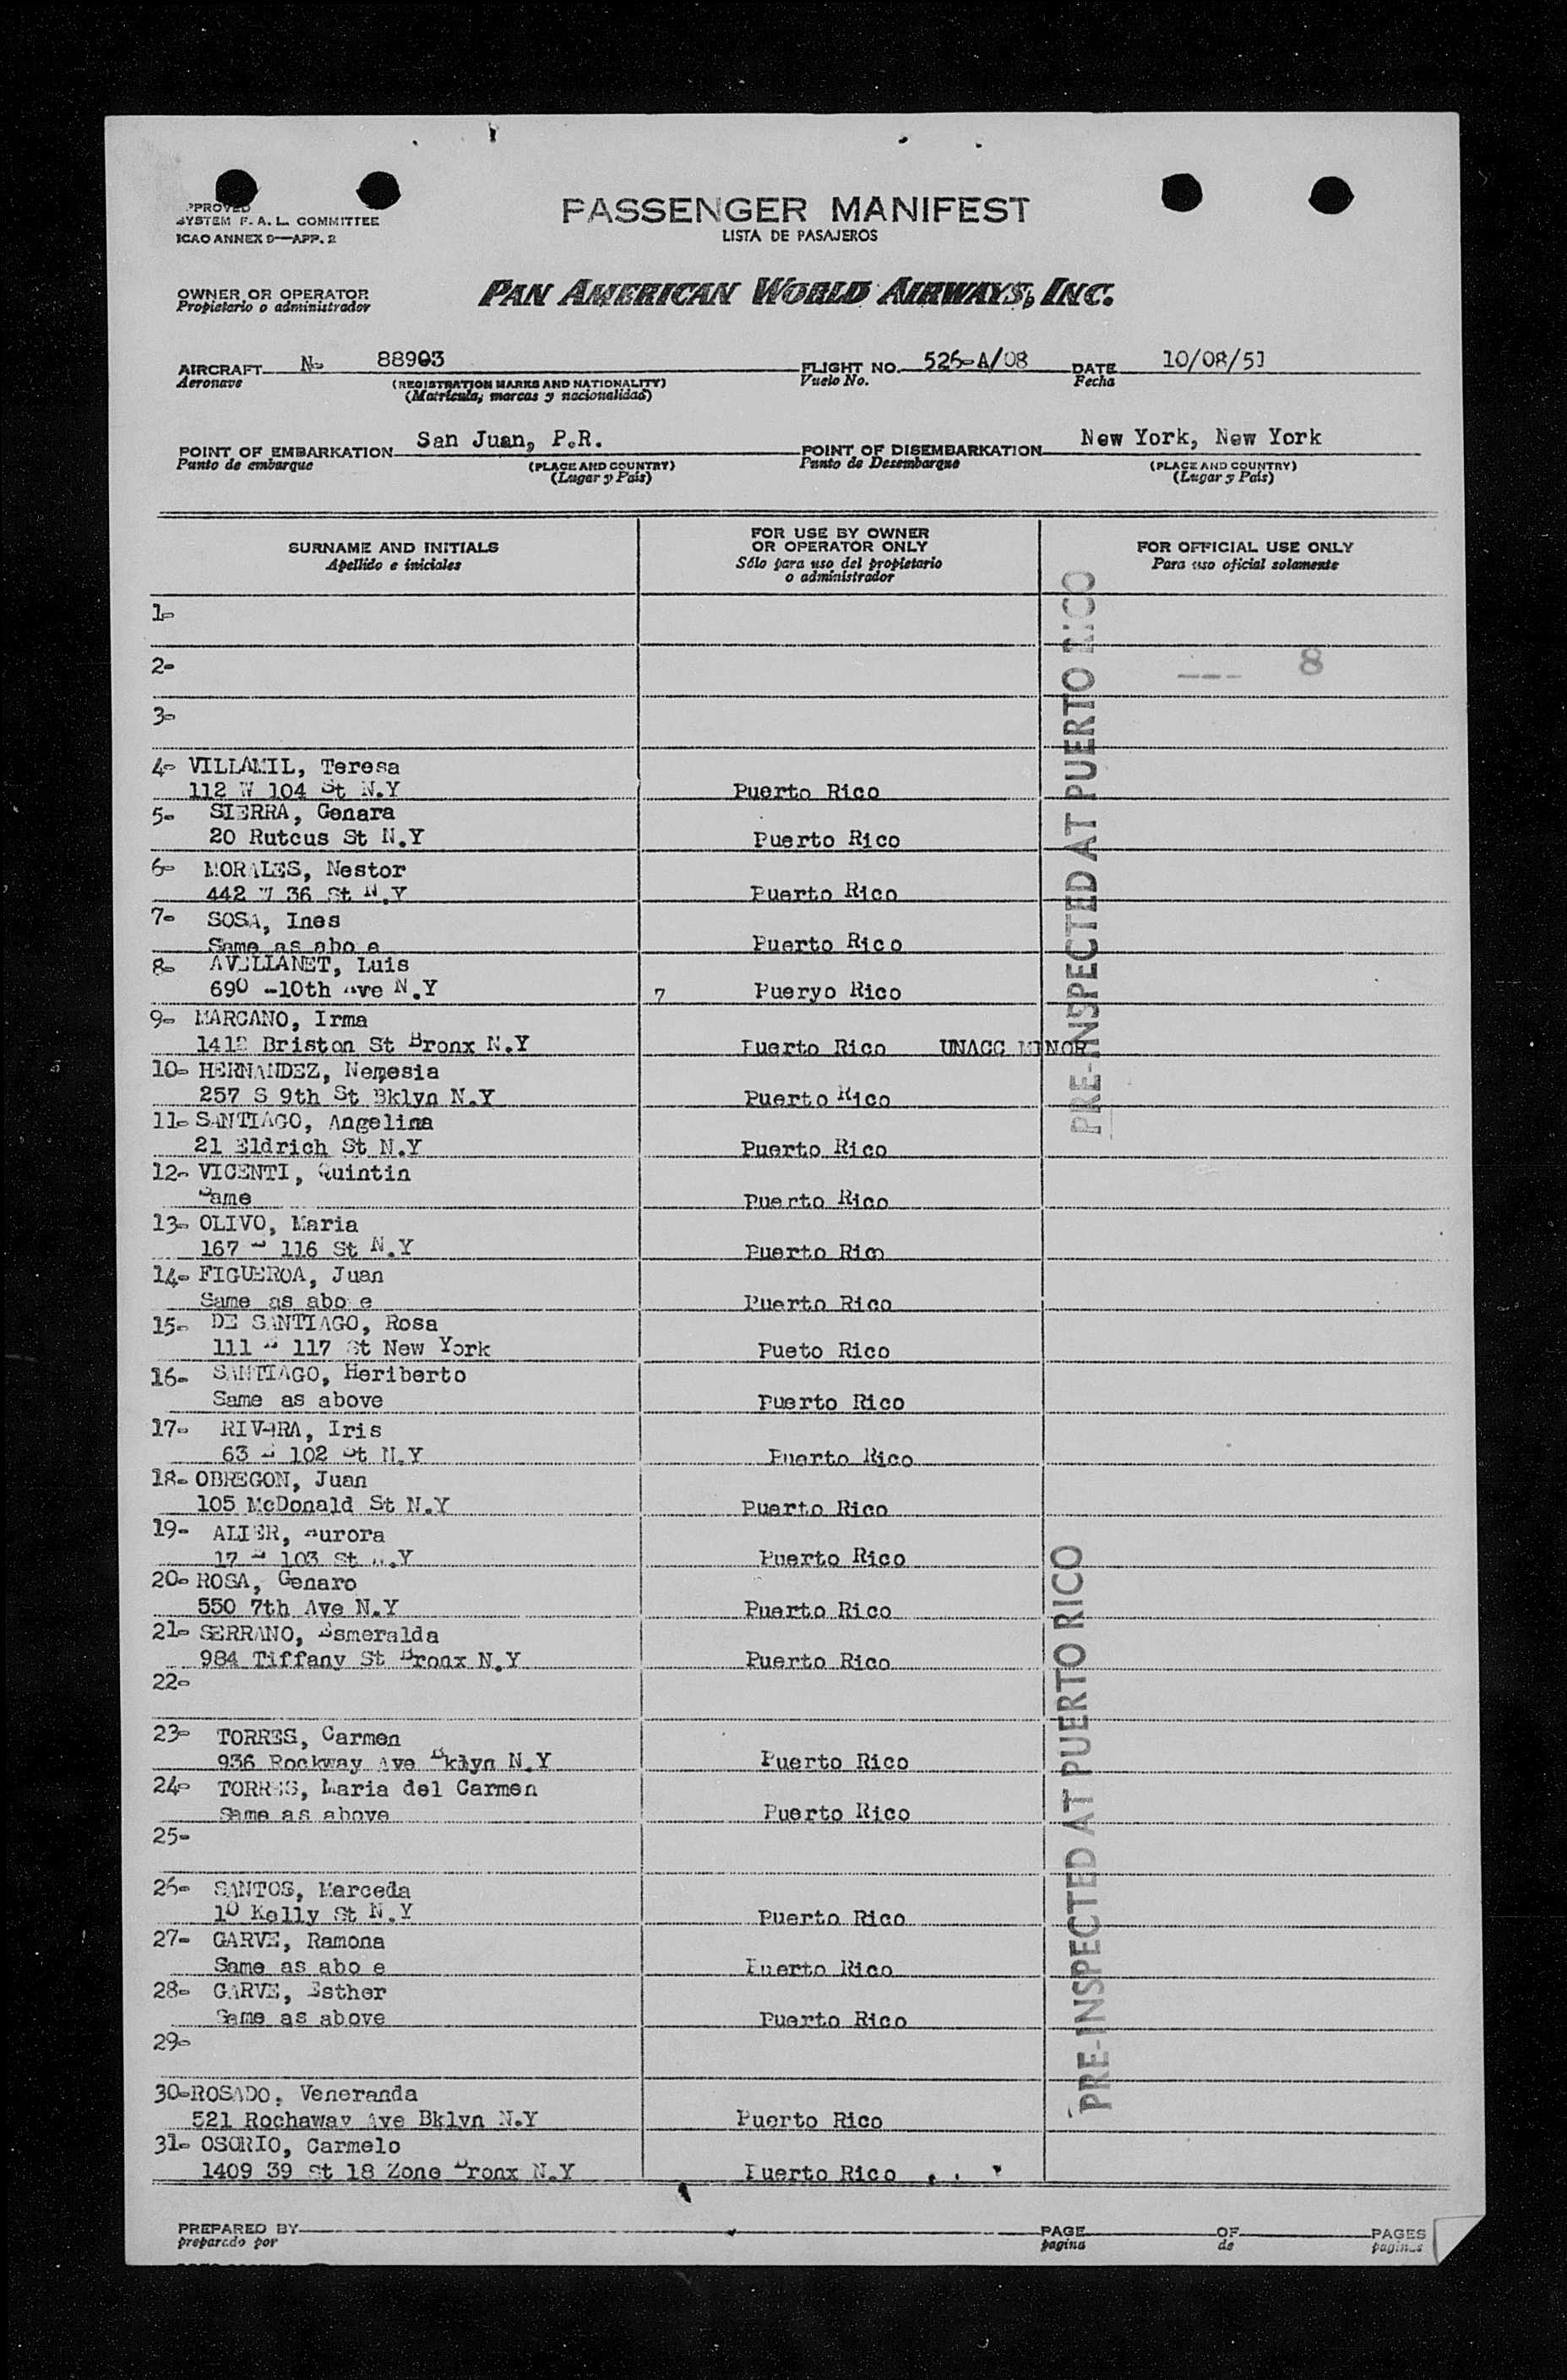 APPROVED
SYSTEM F. A. L. COMMITTEE
ICAO ANNEX 9—APP. 2
PASSENGER MANIFEST
LISTA DE PASAJEROS
OWNER OR OPERATOR
Propietario o administrador
PAN AMERICAN WORLD AIRWAYS, INC.
AIRCRAFT N- 88903 FLIGHT NO. 526-A/08 DATE 10/08/51
Aeronave (REGISTRATION MARKS AND NATIONALITY) Vuelo No. Fecha
(Matricula, marcas y nacionalidad)
POINT OF EMBARKATION San Juan, P.R. POINT OF DISEMBARKATION New York, New York
Punto de embarque (PLACE AND COUNTRY) Punto de Desembarque (PLACE AND COUNTRY)
(Lugar y País) (Lugar y País)
SURNAME AND INITIALS
Apellido e iniciales
FOR USE BY OWNER
OR OPERATOR ONLY
Sólo para uso del propietario
o administrador
FOR OFFICIAL USE ONLY
Para uso oficial solamente
1-
2- --- 8
3-
4- VILLAMIL, Teresa
112 W 104 St N.Y Puerto Rico
5- SIERRA, Genara
20 Rutcus St N.Y Puerto Rico
6- MORALES, Nestor
442 W 36 St N.Y Puerto Rico
7- SOSA, Ines
Same as abo e Puerto Rico
8- AVELLANET, Luis
690 -10th Ave N.Y 7 Pueryo Rico
9- MARCANO, Irma
1412 Briston St Bronx N.Y Puerto Rico UNACC MINOR
10- HERNANDEZ, Nemesia
257 S 9th St Bklyn N.Y Puerto Rico
11- SANTIAGO, Angelina
21 Eldrich St N.Y Puerto Rico
12- VICENTI, Quintin
Same Puerto Rico
13- OLIVO, Maria
167 E 116 St N.Y Puerto Rico
14- FIGUEROA, Juan
Same as abo e Puerto Rico
15- DE SANTIAGO, Rosa
111 E 117 St New York Pueto Rico
16- SANTIAGO, Heriberto
Same as above Puerto Rico
17- RIVERA, Iris
63 E 102 St N.Y Puerto Rico
18- OBREGON, Juan
105 McDonald St N.Y Puerto Rico
19- ALIER, Aurora
17 E 103 St N.Y Puerto Rico
20- ROSA, Genaro
550 7th Ave N.Y Puerto Rico
21- SERRANO, Esmeralda
984 Tiffany St Bronx N.Y Puerto Rico
22-
23- TORRES, Carmen
936 Rockway Ave Bklyn N.Y Puerto Rico
24- TORRES, Maria del Carmen
Same as above Puerto Rico
25-
26- SANTOS, Marceda
10 Kelly St N.Y Puerto Rico
27- GARVE, Ramona
Same as abo e Puerto Rico
28- GARVE, Esther
Same as above Puerto Rico
29-
30- ROSADO, Veneranda
521 Rochaway Ave Bklyn N.Y Puerto Rico
31- OSORIO, Carmelo
1409 39 St 18 Zone Bronx N.Y Puerto Rico
PRE-INSPECTED AT PUERTO RICO
PRE-INSPECTED AT PUERTO RICO
PREPARED BY PAGE OF PAGES
preparado por pagina de paginas